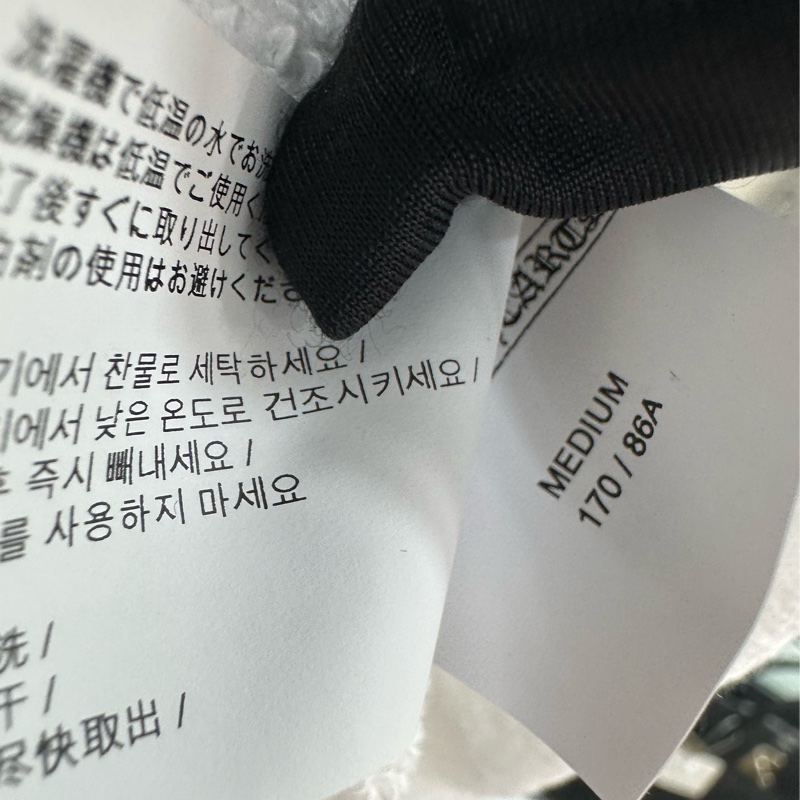 洗濯機で低温の水でお洗
乾燥機は低温でご使用く
了後すぐに取り出してく
剤の使用はお避けくださ
기에서 찬물로 세탁하세요 /
에서 낮은 온도로 건조시키세요 /
후 즉시 빼내세요 /
를 사용하지 마세요
洗 /
干 /
尽快取出 /
MEDIUM
170 / 86A